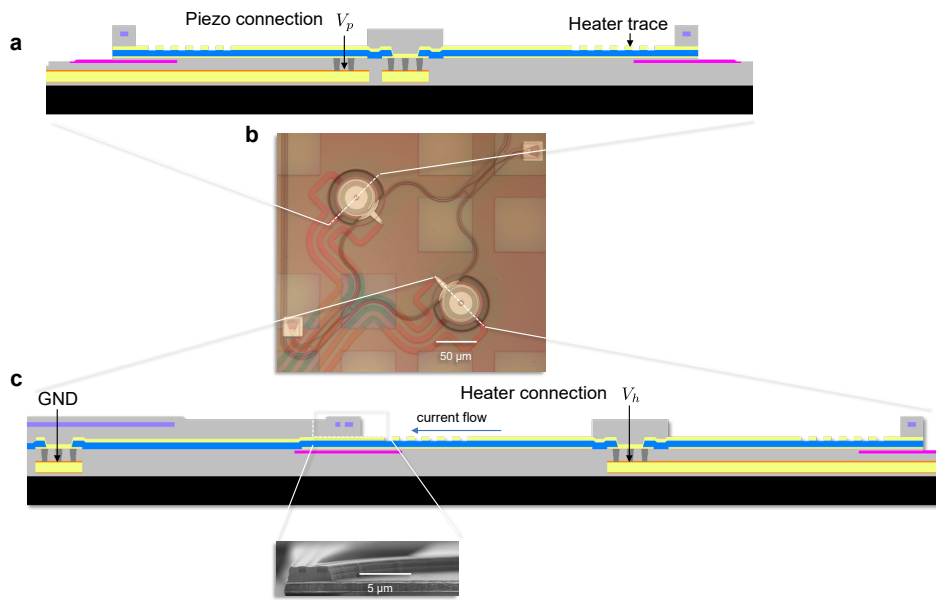 a
Piezo connection V_p
Heater trace
b
50 µm
c
GND
Heater connection V_h
current flow
5 µm